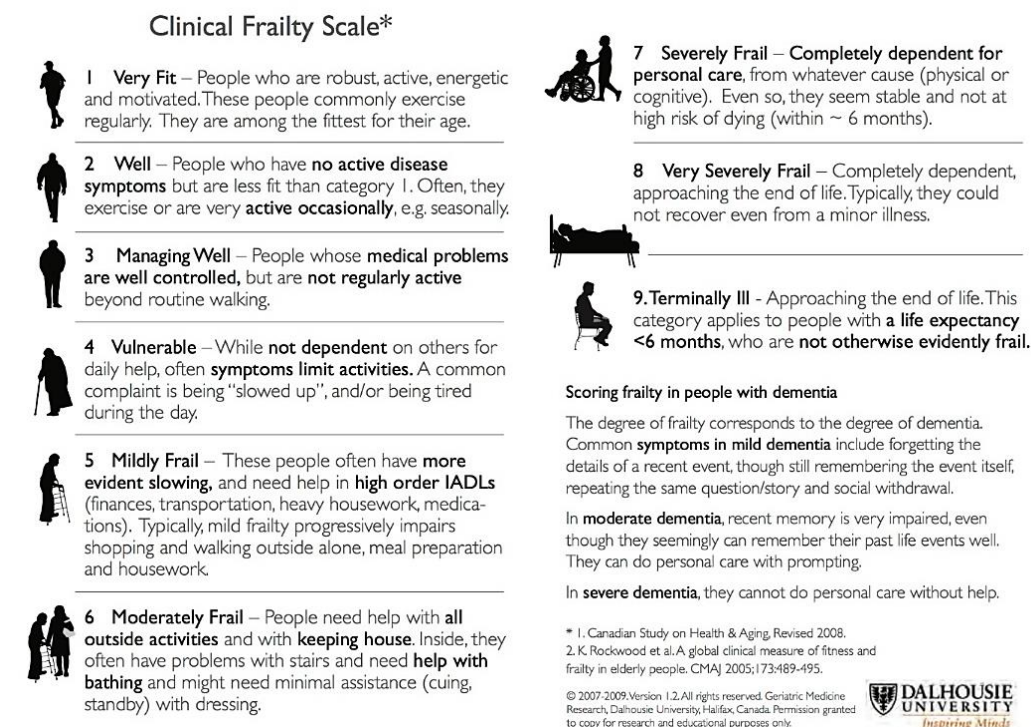 Clinical Frailty Scale*
1 Very Fit – People who are robust, active, energetic
and motivated. These people commonly exercise
regularly. They are among the fittest for their age.
2 Well – People who have no active disease
symptoms but are less fit than category 1. Often, they
exercise or are very active occasionally, e.g. seasonally.
3 Managing Well – People whose medical problems
are well controlled, but are not regularly active
beyond routine walking.
4 Vulnerable – While not dependent on others for
daily help, often symptoms limit activities. A common
complaint is being "slowed up", and/or being tired
during the day.
5 Mildly Frail – These people often have more
evident slowing, and need help in high order IADLs
(finances, transportation, heavy housework, medica-
tions). Typically, mild frailty progressively impairs
shopping and walking outside alone, meal preparation
and housework.
6 Moderately Frail – People need help with all
outside activities and with keeping house. Inside, they
often have problems with stairs and need help with
bathing and might need minimal assistance (cuing,
standby) with dressing.
7 Severely Frail – Completely dependent for
personal care, from whatever cause (physical or
cognitive). Even so, they seem stable and not at
high risk of dying (within ~ 6 months).
8 Very Severely Frail – Completely dependent,
approaching the end of life. Typically, they could
not recover even from a minor illness.
9. Terminally Ill - Approaching the end of life. This
category applies to people with a life expectancy
<6 months, who are not otherwise evidently frail.
Scoring frailty in people with dementia
The degree of frailty corresponds to the degree of dementia.
Common symptoms in mild dementia include forgetting the
details of a recent event, though still remembering the event itself,
repeating the same question/story and social withdrawal.
In moderate dementia, recent memory is very impaired, even
though they seemingly can remember their past life events well.
They can do personal care with prompting.
In severe dementia, they cannot do personal care without help.
* 1. Canadian Study on Health & Aging, Revised 2008.
2. K. Rockwood et al. A global clinical measure of fitness and
frailty in elderly people. CMAJ 2005;173:489-495.
© 2007-2009. Version 1.2. All rights reserved. Geriatric Medicine
Research, Dalhousie University, Halifax, Canada. Permission granted
to copy for research and educational purposes only.
DALHOUSIE
UNIVERSITY
Inspiring Minds